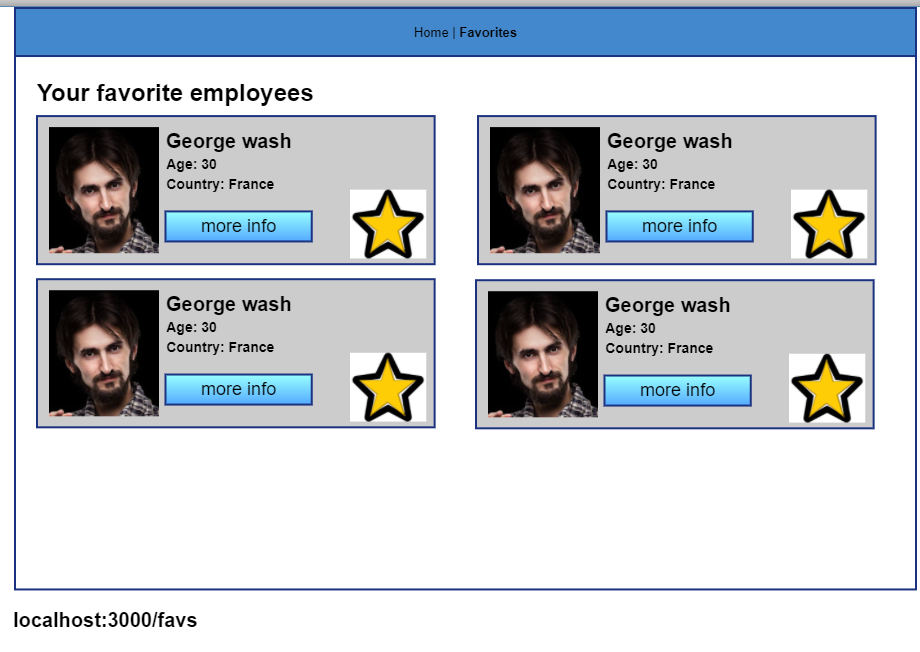 Home | Favorites
Your favorite employees
George wash
Age: 30
Country: France
more info
George wash
Age: 30
Country: France
more info
George wash
Age: 30
Country: France
more info
George wash
Age: 30
Country: France
more info
localhost:3000/favs